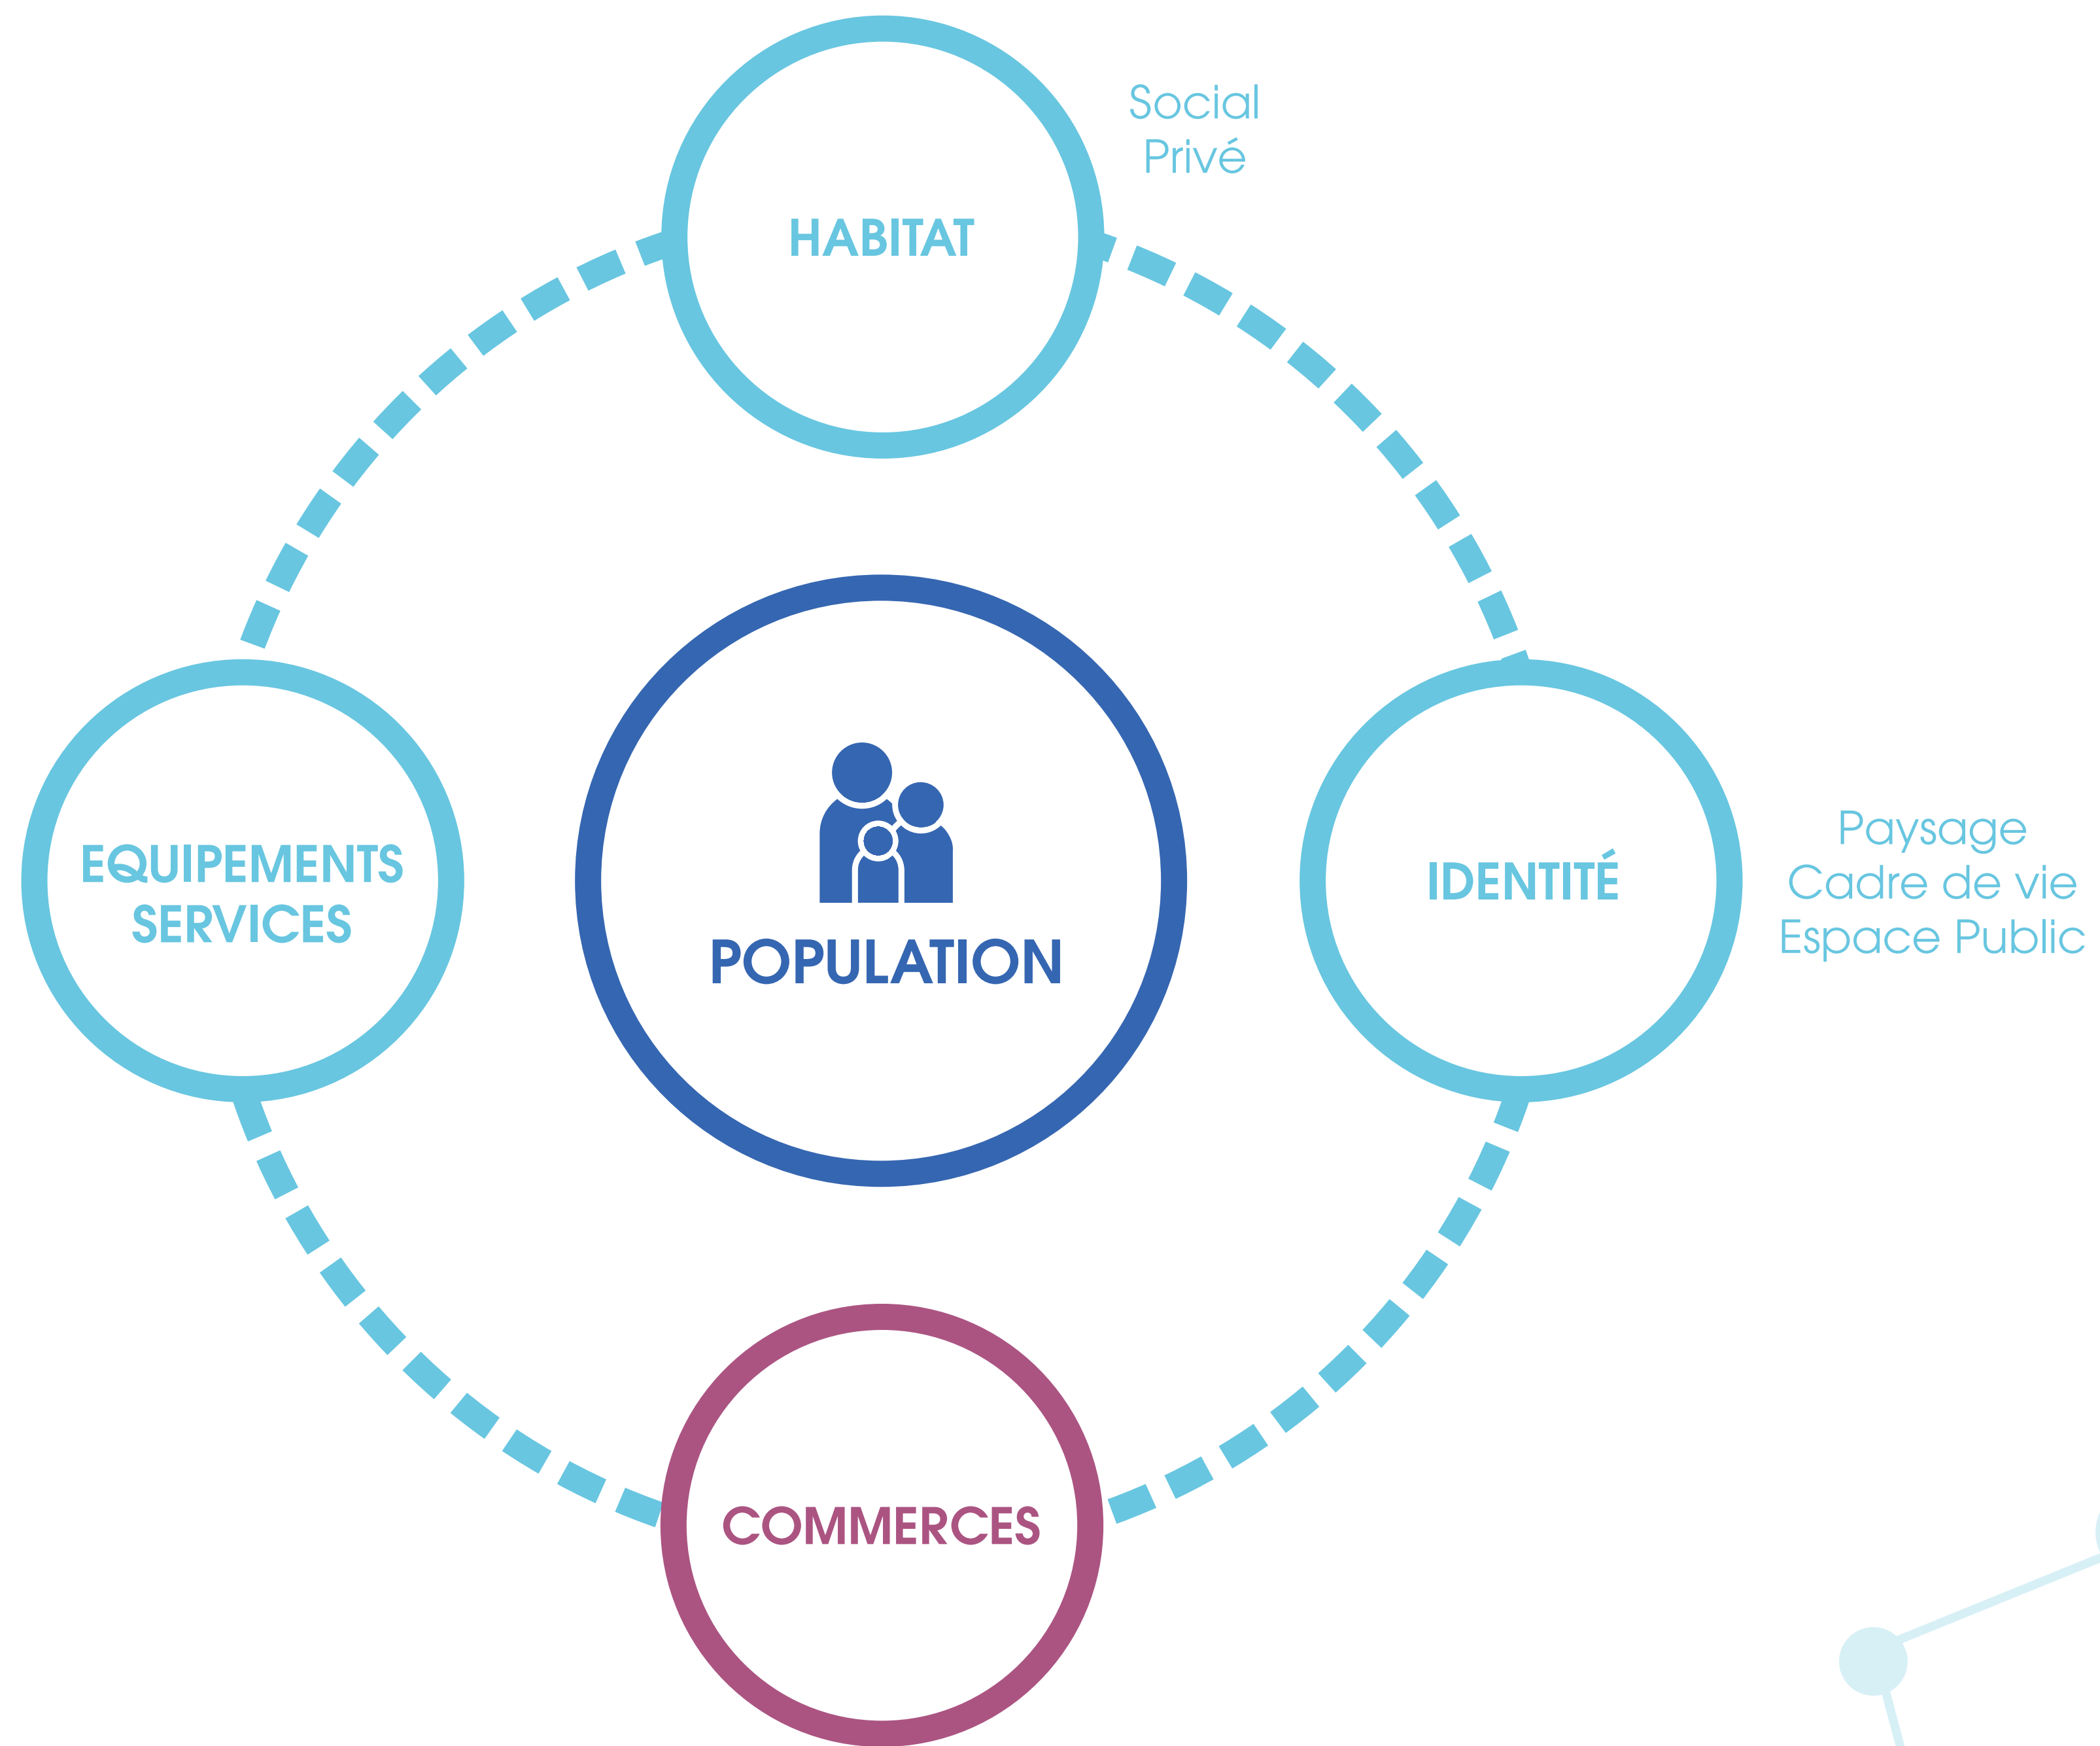 Social
Privé
HABITAT
EQUIPEMENTS
SERVICES
POPULATION
IDENTITÉ
Paysage
Cadre de vie
Espace Public
COMMERCES